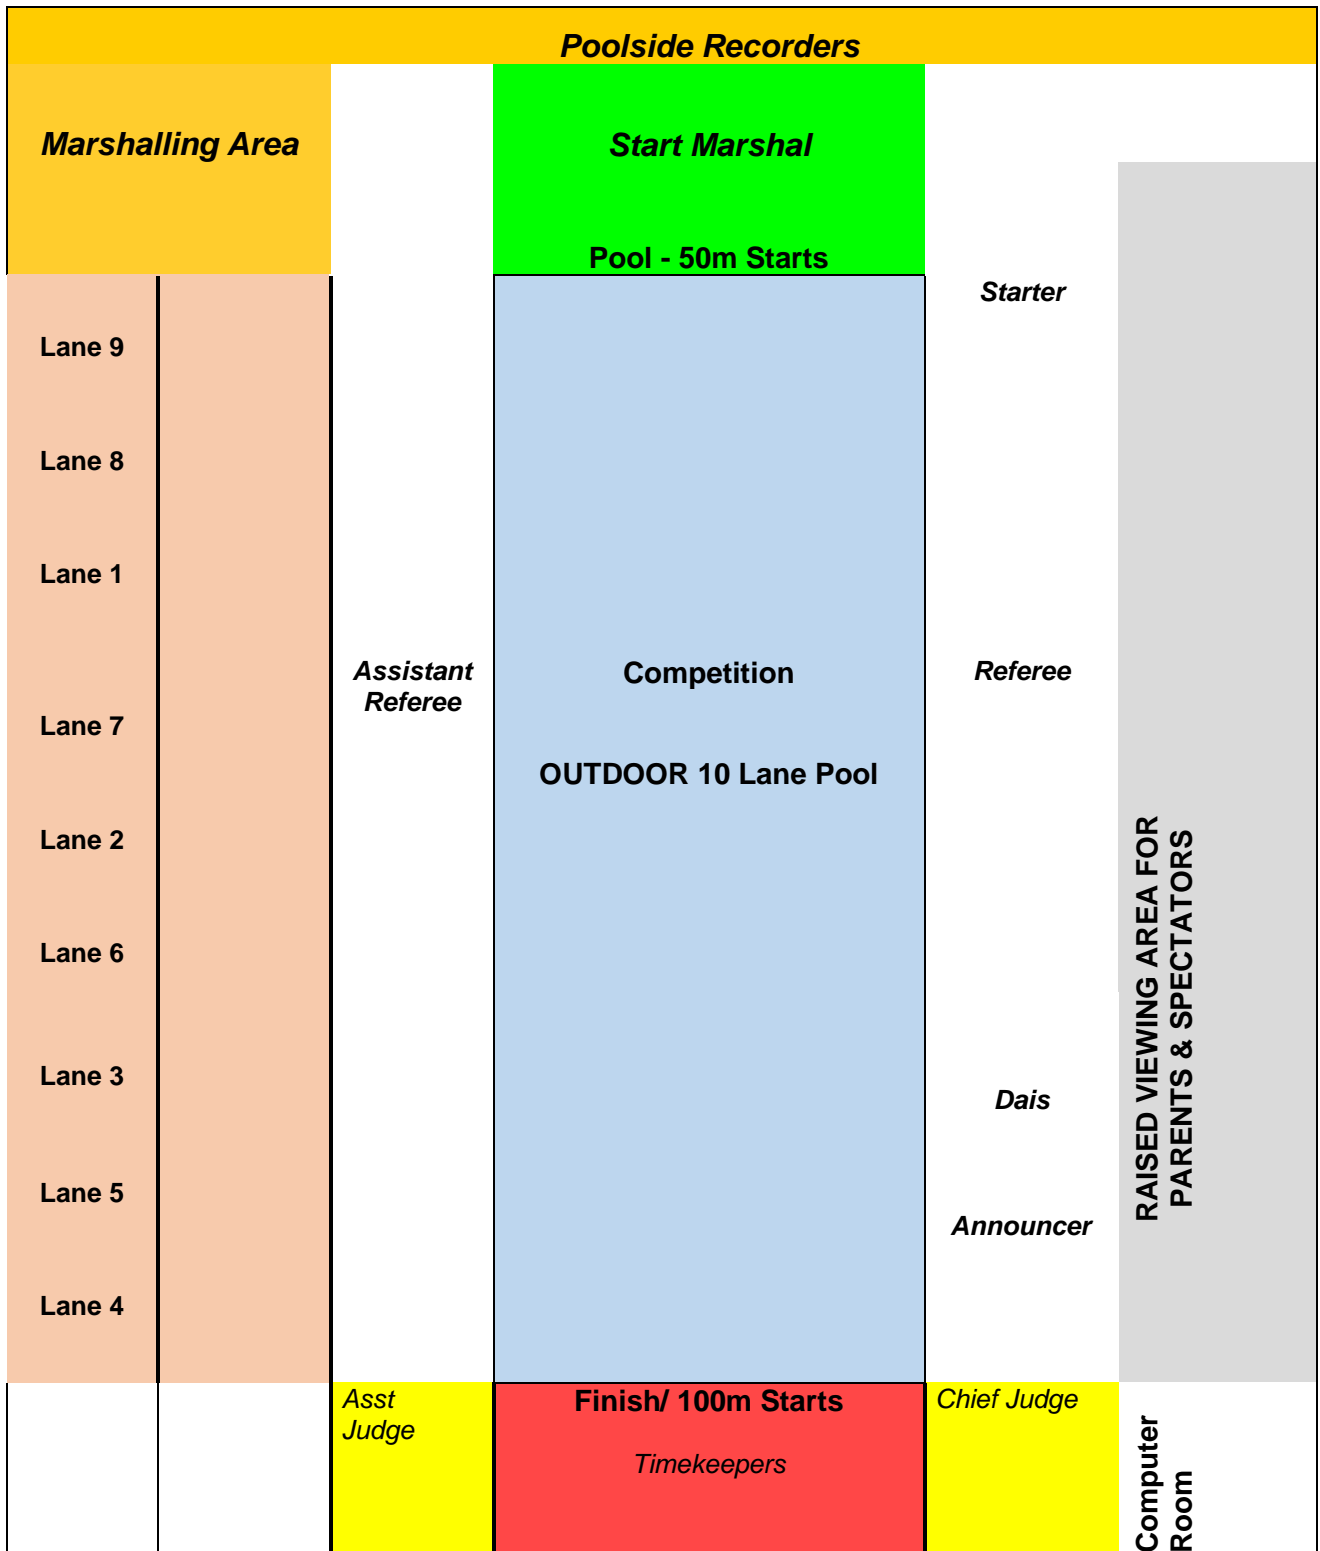 Poolside Recorders
Marshalling Area
Start Marshal
Pool - 50m Starts
Starter
Lane 9
Lane 8
Lane 1
Assistant
Referee
Competition
Referee
Lane 7
OUTDOOR 10 Lane Pool
Lane 2
Lane 6
Lane 3
Dais
Lane 5
Announcer
Lane 4
RAISED VIEWING AREA FOR
PARENTS & SPECTATORS
Asst
Judge
Finish/ 100m Starts
Timekeepers
Chief Judge
Computer
Room